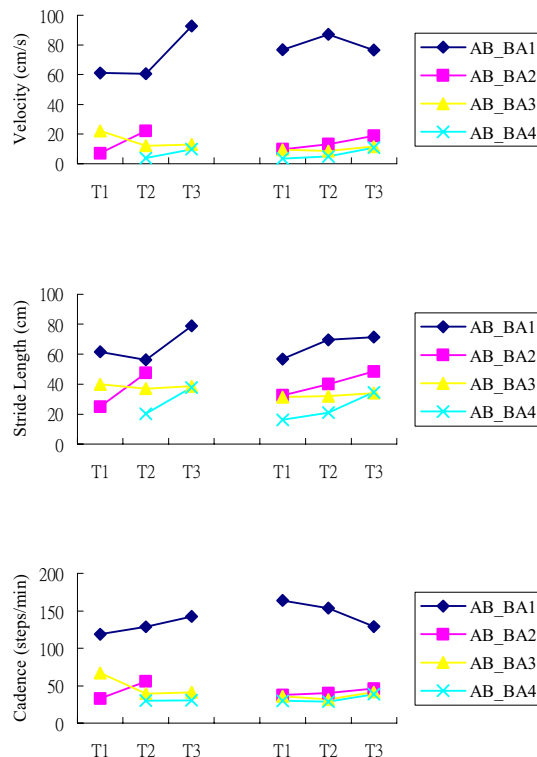 Velocity (cm/s)
100
80
60
40
20
0
T1 T2 T3 T1 T2 T3
AB_BA1
AB_BA2
AB_BA3
AB_BA4
Stride Length (cm)
100
80
60
40
20
0
T1 T2 T3 T1 T2 T3
AB_BA1
AB_BA2
AB_BA3
AB_BA4
Cadence (steps/min)
200
150
100
50
0
T1 T2 T3 T1 T2 T3
AB_BA1
AB_BA2
AB_BA3
AB_BA4